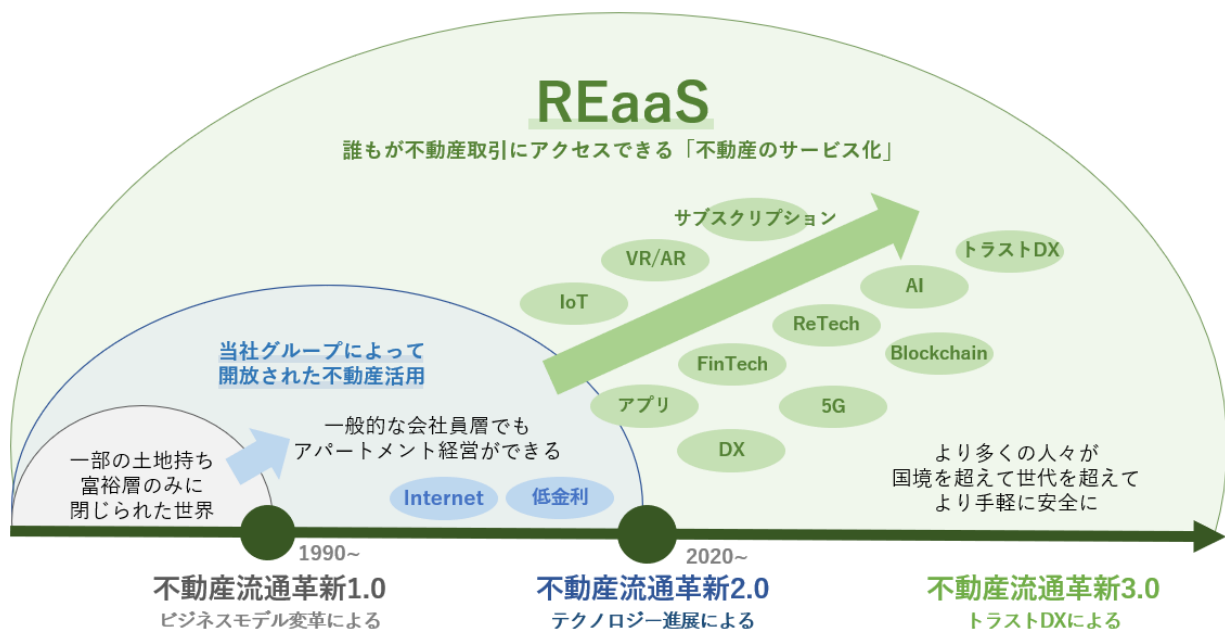 REaaS
誰もが不動産取引にアクセスできる「不動産のサービス化」
サブスクリプション
VR/AR
トラストDX
IoT
AI
ReTech
Blockchain
FinTech
アプリ
5G
DX
当社グループによって
開放された不動産活用
一般的な会社員層でも
アパートメント経営ができる
Internet
低金利
一部の土地持ち
富裕層のみに
閉じられた世界
より多くの人々が
国境を超えて世代を超えて
より手軽に安全に
1990~
2020~
不動産流通革新1.0
ビジネスモデル変革による
不動産流通革新2.0
テクノロジー進展による
不動産流通革新3.0
トラストDXによる